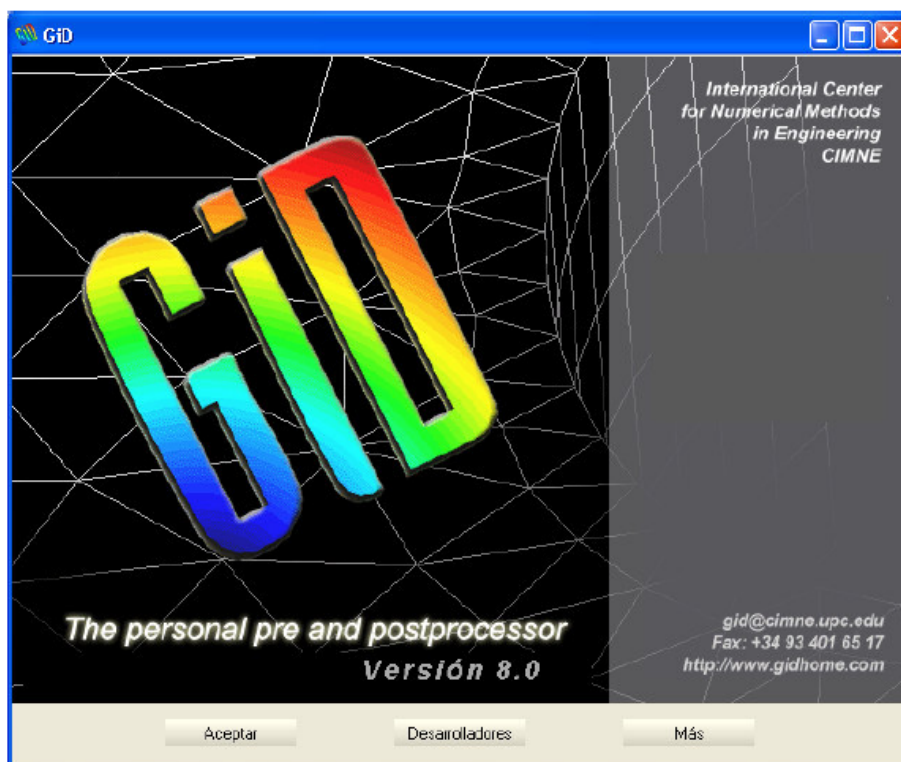 GiD
International Center
for Numerical Methods
in Engineering
CIMNE
GiD
The personal pre and postprocessor
Versión 8.0
gid@cimne.upc.edu
Fax: +34 93 401 65 17
http://www.gidhome.com
Aceptar
Desarrolladores
Más